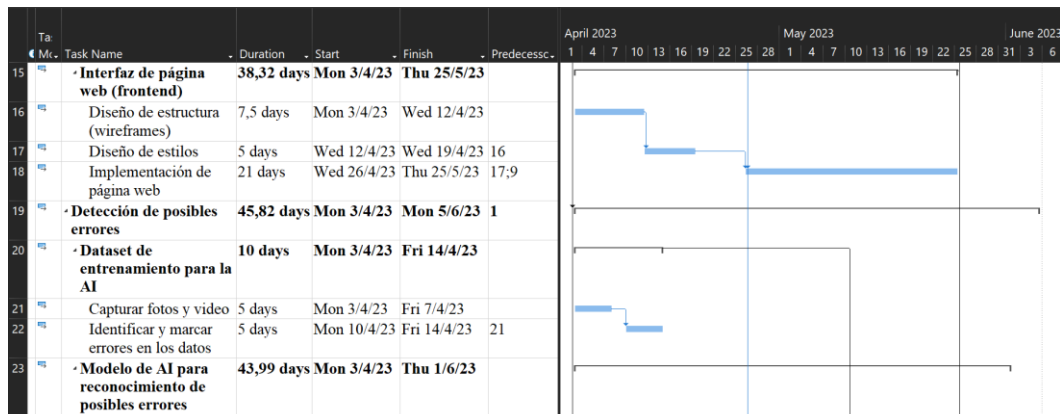 Ta:
April 2023 May 2023 June 2023
Mc Task Name Duration Start Finish Predecessc
1 4 7 10 13 16 19 22 25 28 1 4 7 10 13 16 19 22 25 28 31 3 6
15 Interfaz de página 38,32 days Mon 3/4/23 Thu 25/5/23
web (frontend)
16 Diseño de estructura 7,5 days Mon 3/4/23 Wed 12/4/23
(wireframes)
17 Diseño de estilos 5 days Wed 12/4/23 Wed 19/4/23 16
18 Implementación de 21 days Wed 26/4/23 Thu 25/5/23 17;9
página web
19 Detección de posibles 45,82 days Mon 3/4/23 Mon 5/6/23 1
errores
20 Dataset de 10 days Mon 3/4/23 Fri 14/4/23
entrenamiento para la
AI
21 Capturar fotos y video 5 days Mon 3/4/23 Fri 7/4/23
22 Identificar y marcar 5 days Mon 10/4/23 Fri 14/4/23 21
errores en los datos
23 Modelo de AI para 43,99 days Mon 3/4/23 Thu 1/6/23
reconocimiento de
posibles errores